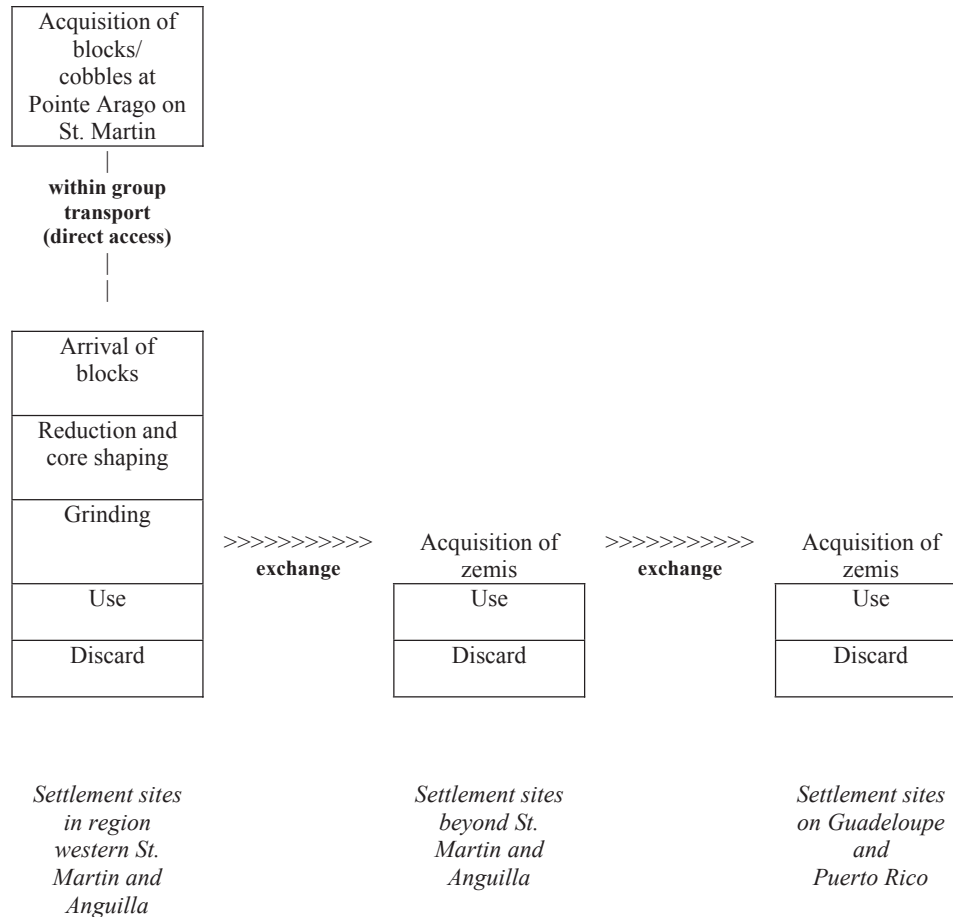 Acquisition of
blocks/
cobbles at
Pointe Arago on
St. Martin
|
within group
transport
(direct access)
|
|
Arrival of
blocks
Reduction and
core shaping
Grinding
>>>>>>>>>>>
exchange
Acquisition of
zemis
>>>>>>>>>>>
exchange
Acquisition of
zemis
Use
Use
Use
Discard
Discard
Discard
Settlement sites
in region
western St.
Martin and
Anguilla
Settlement sites
beyond St.
Martin and
Anguilla
Settlement sites
on Guadeloupe
and
Puerto Rico